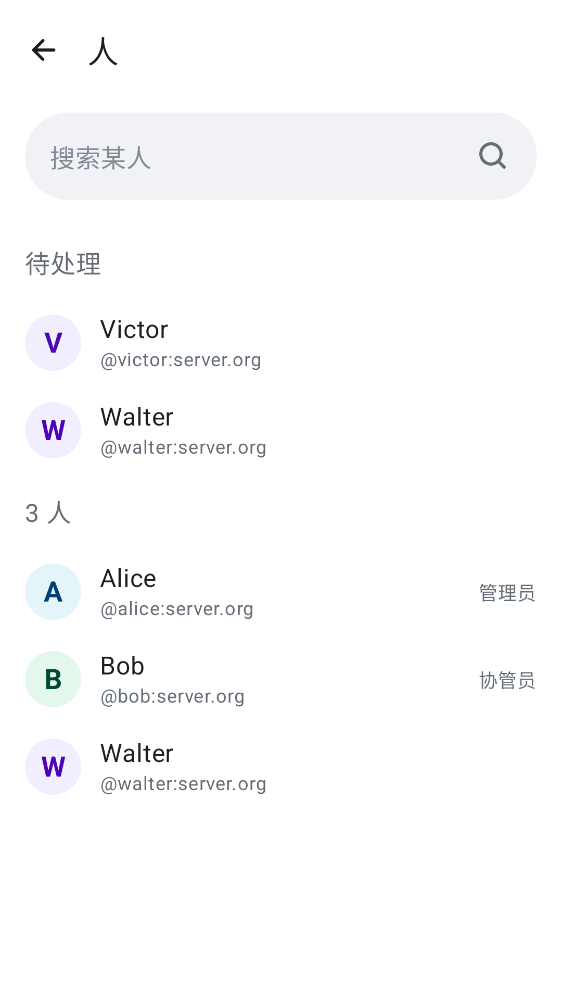 人
搜索某人
待处理
V
Victor
@victor:server.org
W
Walter
@walter:server.org
3 人
A
Alice
@alice:server.org
管理员
B
Bob
@bob:server.org
协管员
W
Walter
@walter:server.org